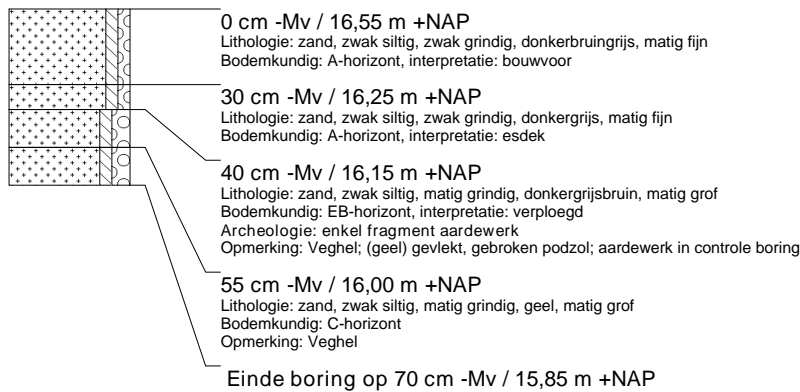 0 cm -Mv / 16,55 m +NAP
Lithologie: zand, zwak siltig, zwak grindig, donkerbruingrijs, matig fijn
Bodemkundig: A-horizont, interpretatie: bouwvoor
30 cm -Mv / 16,25 m +NAP
Lithologie: zand, zwak siltig, zwak grindig, donkergrijs, matig fijn
Bodemkundig: A-horizont, interpretatie: esdek
40 cm -Mv / 16,15 m +NAP
Lithologie: zand, zwak siltig, matig grindig, donkergrijsbruin, matig grof
Bodemkundig: EB-horizont, interpretatie: verploegd
Archeologie: enkel fragment aardewerk
Opmerking: Veghel; (geel) gevlekt, gebroken podzol; aardewerk in controle boring
55 cm -Mv / 16,00 m +NAP
Lithologie: zand, zwak siltig, matig grindig, geel, matig grof
Bodemkundig: C-horizont
Opmerking: Veghel
Einde boring op 70 cm -Mv / 15,85 m +NAP